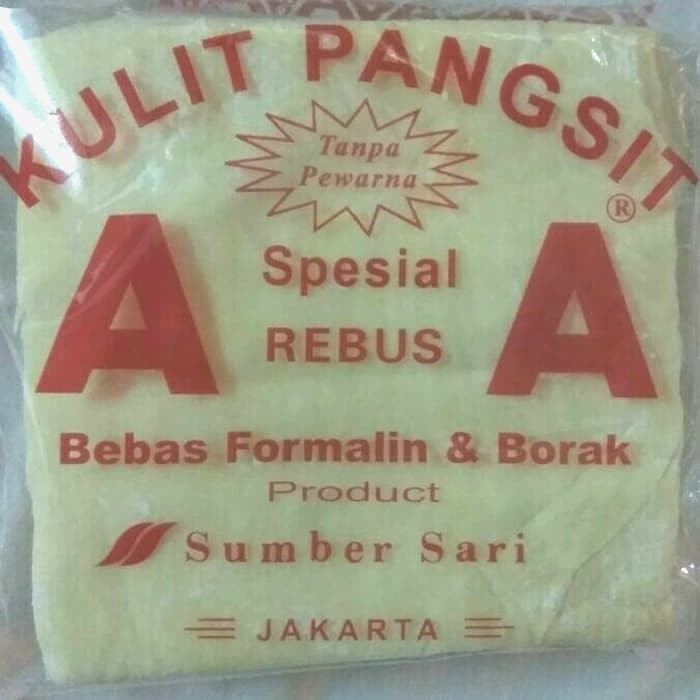 KULIT PANGSIT
Tanpa
Pewarna
®
A A
Spesial
REBUS
Bebas Formalin & Borak
Product
Sumber Sari
JAKARTA